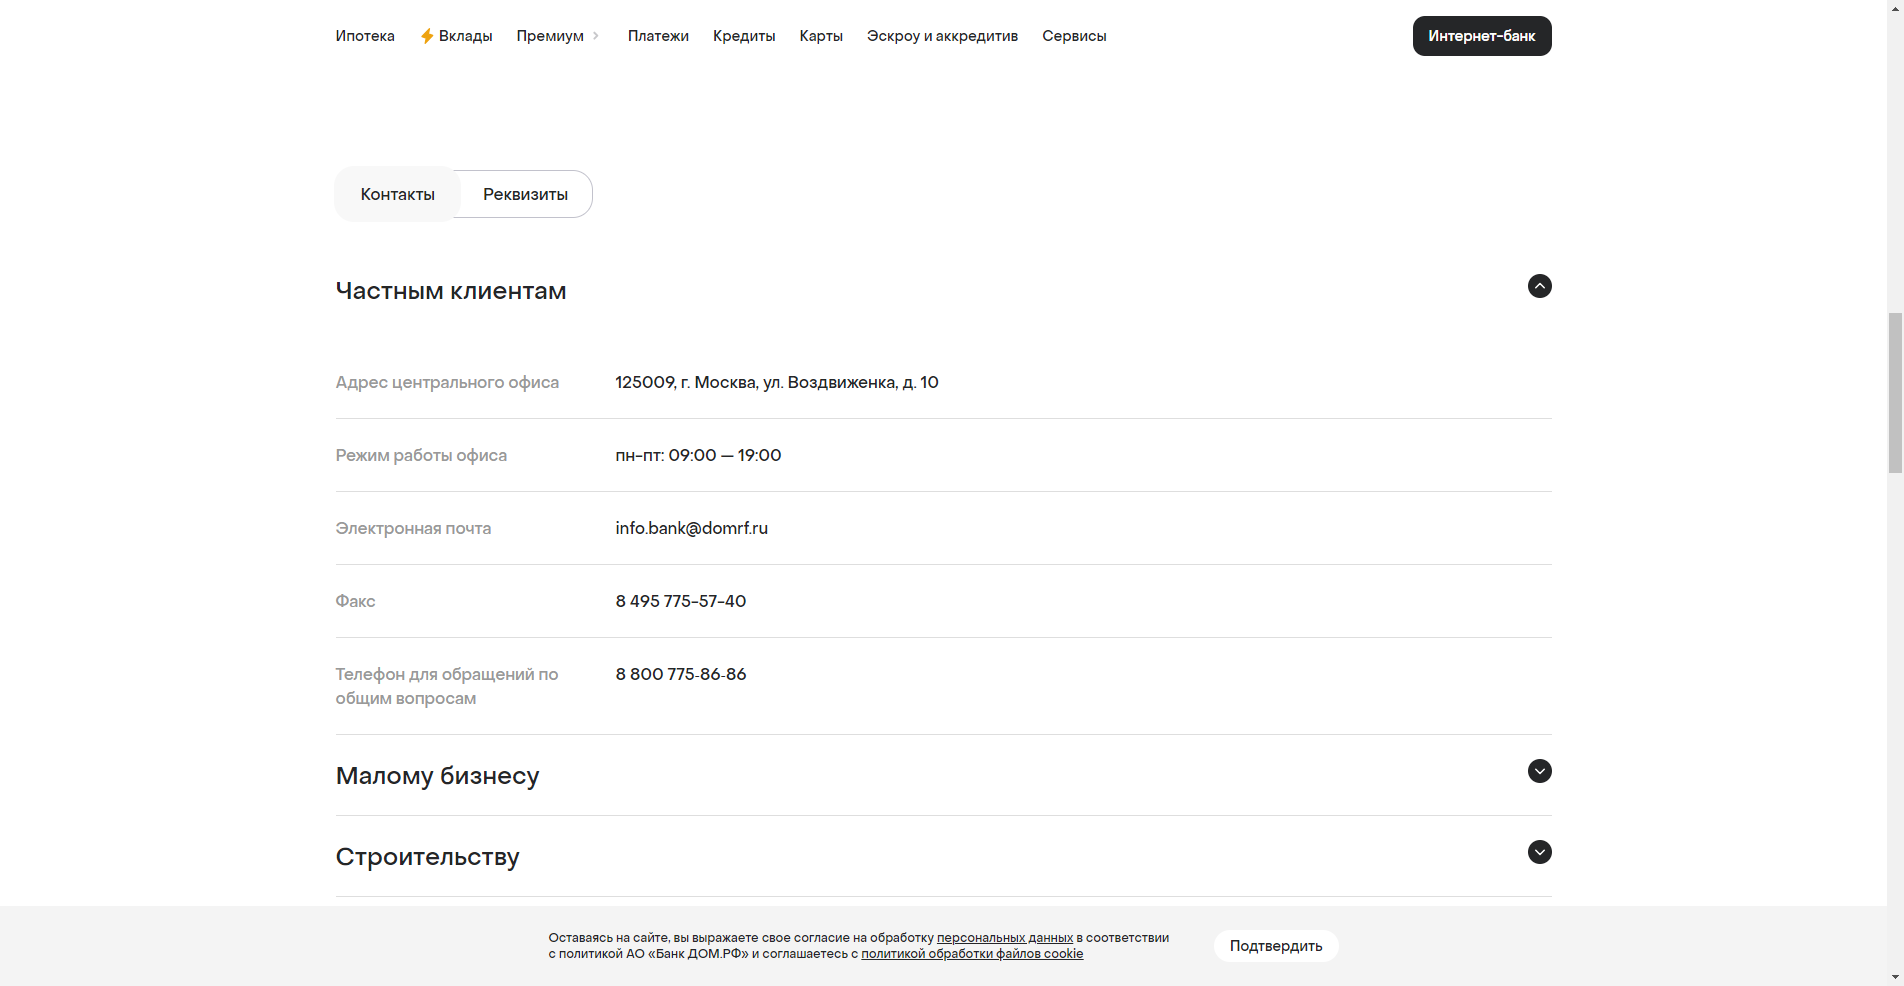 Ипотека Вклады Премиум Платежи Кредиты Карты Эскроу и аккредитив Сервисы Интернет-банк
Контакты Реквизиты
Частным клиентам
Адрес центрального офиса 125009, г. Москва, ул. Воздвиженка, д. 10
Режим работы офиса пн-пт: 09:00 — 19:00
Электронная почта info.bank@domrf.ru
Факс 8 495 775-57-40
Телефон для обращений по 8 800 775-86-86
общим вопросам
Малому бизнесу
Строительству
Оставаясь на сайте, вы выражаете свое согласие на обработку персональных данных в соответствии
с политикой АО «Банк ДОМ.РФ» и соглашаетесь с политикой обработки файлов cookie
Подтвердить